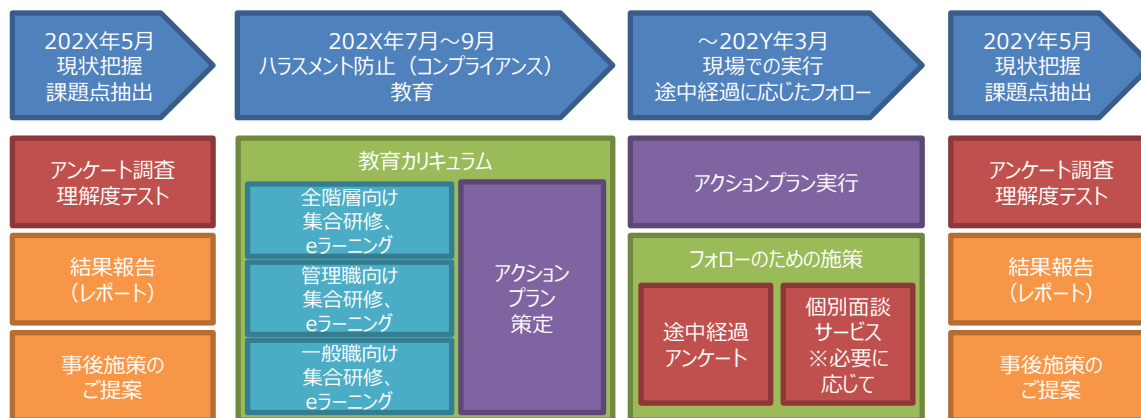 202X年5月
現状把握
課題点抽出
202X年7月～9月
ハラスメント防止（コンプライアンス）
教育
～202Y年3月
現場での実行
途中経過に応じたフォロー
202Y年5月
現状把握
課題点抽出
アンケート調査
理解度テスト
結果報告
（レポート）
事後施策の
ご提案
教育カリキュラム
全階層向け
集合研修、
eラーニング
管理職向け
集合研修、
eラーニング
一般職向け
集合研修、
eラーニング
アクション
プラン
策定
アクションプラン実行
フォローのための施策
途中経過
アンケート
個別面談
サービス
※必要に
応じて
アンケート調査
理解度テスト
結果報告
（レポート）
事後施策の
ご提案